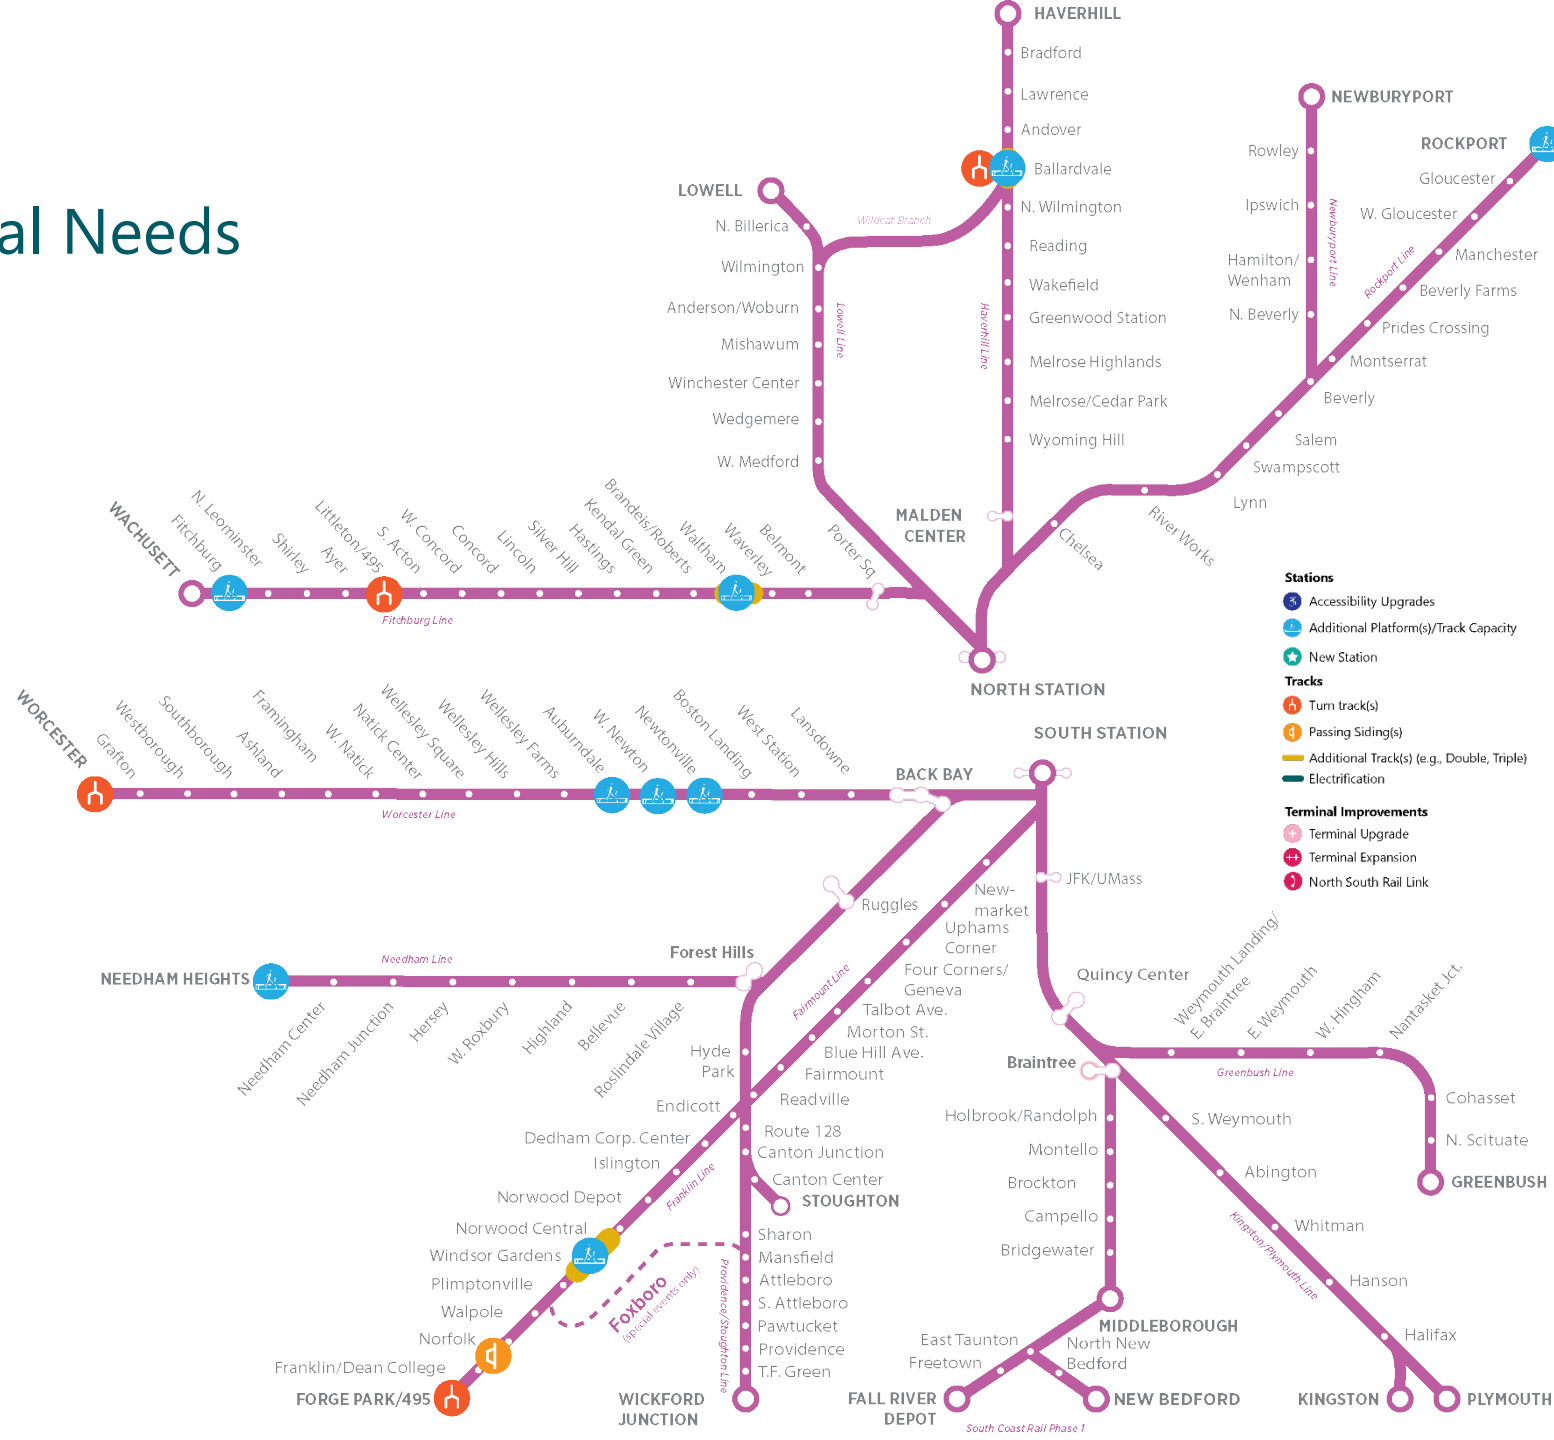 al Needs
HAVERHILL
Bradford
Lawrence
Andover
Ballardvale
N. Wilmington
Reading
Wakefield
Greenwood Station
Melrose Highlands
Melrose/Cedar Park
Wyoming Hill
MALDEN
CENTER
Haverhill Line
Wildcat Branch
LOWELL
N. Billerica
Wilmington
Anderson/Woburn
Mishawum
Winchester Center
Wedgemere
W. Medford
Lowell Line
NEWBURYPORT
Rowley
Ipswich
Hamilton/
Wenham
N. Beverly
Newburyport Line
ROCKPORT
Gloucester
W. Gloucester
Manchester
Beverly Farms
Prides Crossing
Montserrat
Beverly
Salem
Swampscott
Lynn
River Works
Chelsea
Rockport Line
WACHUSETT
Fitchburg
N. Leominster
Shirley
Ayer
Littleton/495
S. Acton
W. Concord
Concord
Lincoln
Silver Hill
Hastings
Kendal Green
Brandeis/Roberts
Waltham
Waverley
Belmont
Porter Sq
Fitchburg Line
NORTH STATION
WORCESTER
Grafton
Westborough
Southborough
Ashland
Framingham
W. Natick
Natick Center
Wellesley Square
Wellesley Hills
Wellesley Farms
Auburndale
W. Newton
Newtonville
Boston Landing
West Station
Lansdowne
BACK BAY
Worcester Line
SOUTH STATION
Stations
Accessibility Upgrades
Additional Platform(s)/Track Capacity
New Station
Tracks
Turn track(s)
Passing Siding(s)
Additional Track(s) (e.g., Double, Triple)
Electrification
Terminal Improvements
Terminal Upgrade
Terminal Expansion
North South Rail Link
JFK/UMass
Quincy Center
Braintree
Ruggles
Forest Hills
NEEDHAM HEIGHTS
Needham Line
Needham Center
Needham Junction
Hersey
W. Roxbury
Highland
Bellevue
Roslindale Village
New-
market
Uphams
Corner
Four Corners/
Geneva
Talbot Ave.
Morton St.
Blue Hill Ave.
Fairmount
Readville
Fairmount Line
Hyde
Park
Endicott
Dedham Corp. Center
Islington
Norwood Depot
Norwood Central
Windsor Gardens
Plimptonville
Walpole
Norfolk
Franklin/Dean College
FORGE PARK/495
Franklin Line
Route 128
Canton Junction
Canton Center
STOUGHTON
Sharon
Mansfield
Attleboro
S. Attleboro
Pawtucket
Providence
T.F. Green
WICKFORD
JUNCTION
Providence/Stoughton Line
Foxboro
(special events only)
Weymouth Landing/
E. Braintree
E. Weymouth
W. Hingham
Nantasket Jct.
Cohasset
N. Scituate
GREENBUSH
Greenbush Line
Holbrook/Randolph
Montello
Brockton
Campello
Bridgewater
MIDDLEBOROUGH
East Taunton
Freetown
FALL RIVER
DEPOT
North New
Bedford
NEW BEDFORD
South Coast Rail Phase 1
S. Weymouth
Abington
Whitman
Hanson
Halifax
KINGSTON
PLYMOUTH
Kingston/Plymouth Line